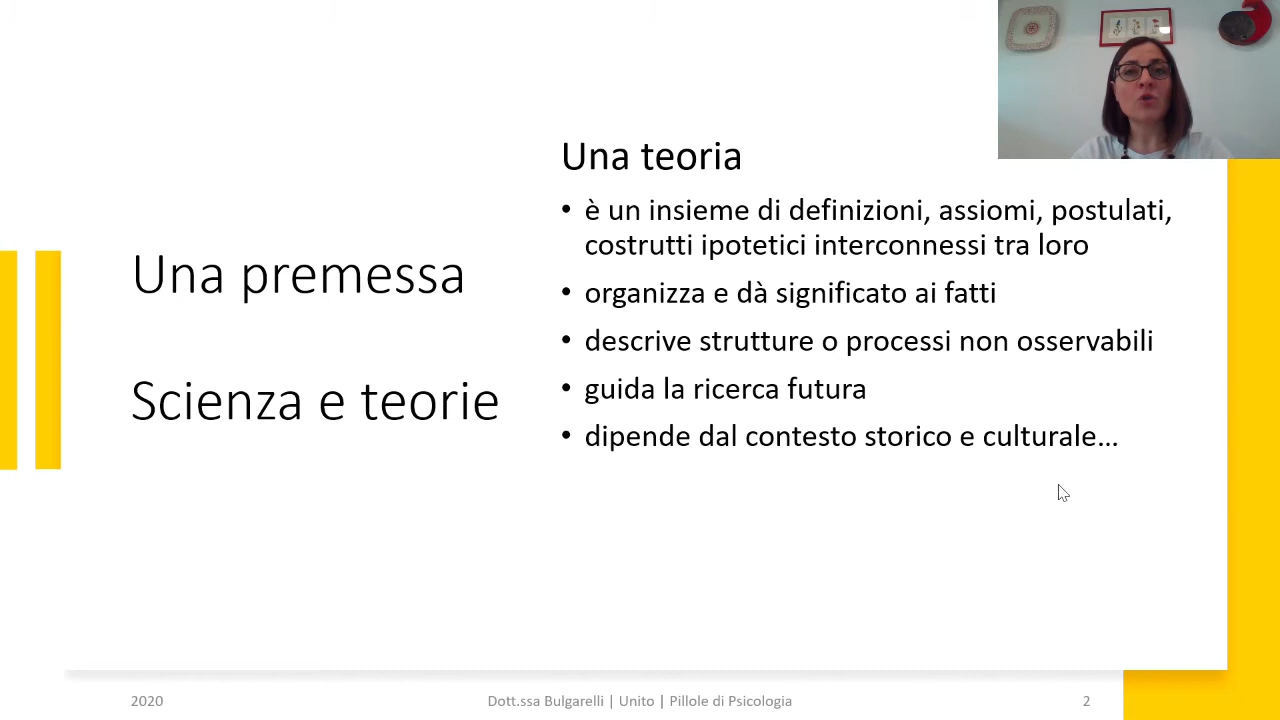 Una premessa
Scienza e teorie
Una teoria
• è un insieme di definizioni, assiomi, postulati,
costrutti ipotetici interconnessi tra loro
• organizza e dà significato ai fatti
• descrive strutture o processi non osservabili
• guida la ricerca futura
• dipende dal contesto storico e culturale...
2020
Dott.ssa Bulgarelli | Unito | Pillole di Psicologia
2